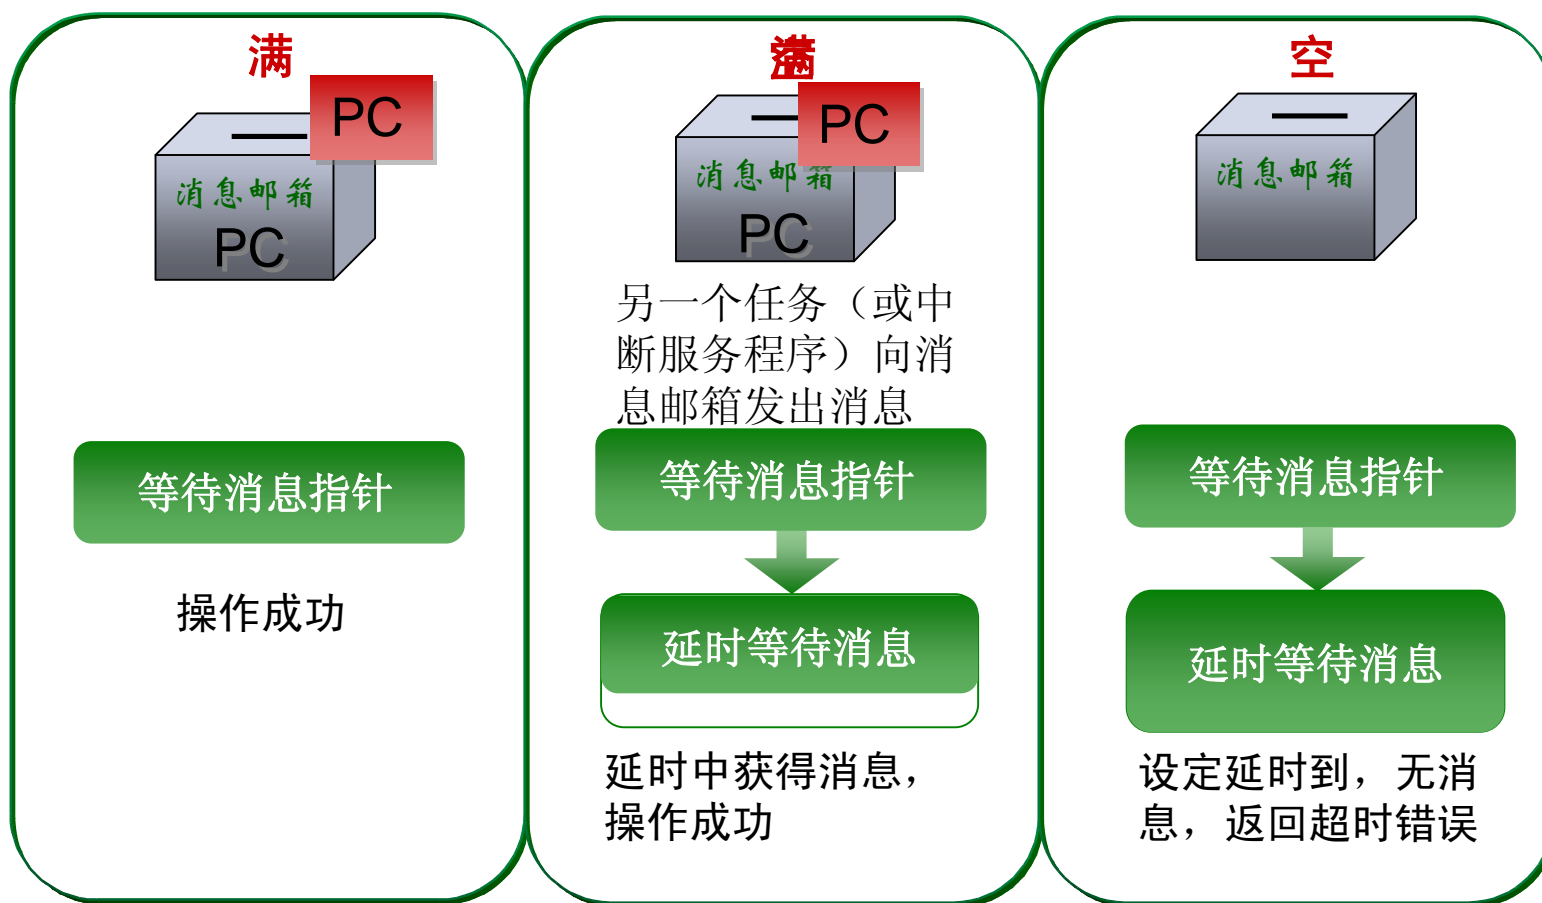 满
PC
消息邮箱
PC
等待消息指针
操作成功
PC
消息邮箱
PC
另一个任务（或中
断服务程序）向消
息邮箱发出消息
等待消息指针
延时等待消息
延时中获得消息，
操作成功
空
消息邮箱
等待消息指针
延时等待消息
设定延时到，无消
息，返回超时错误